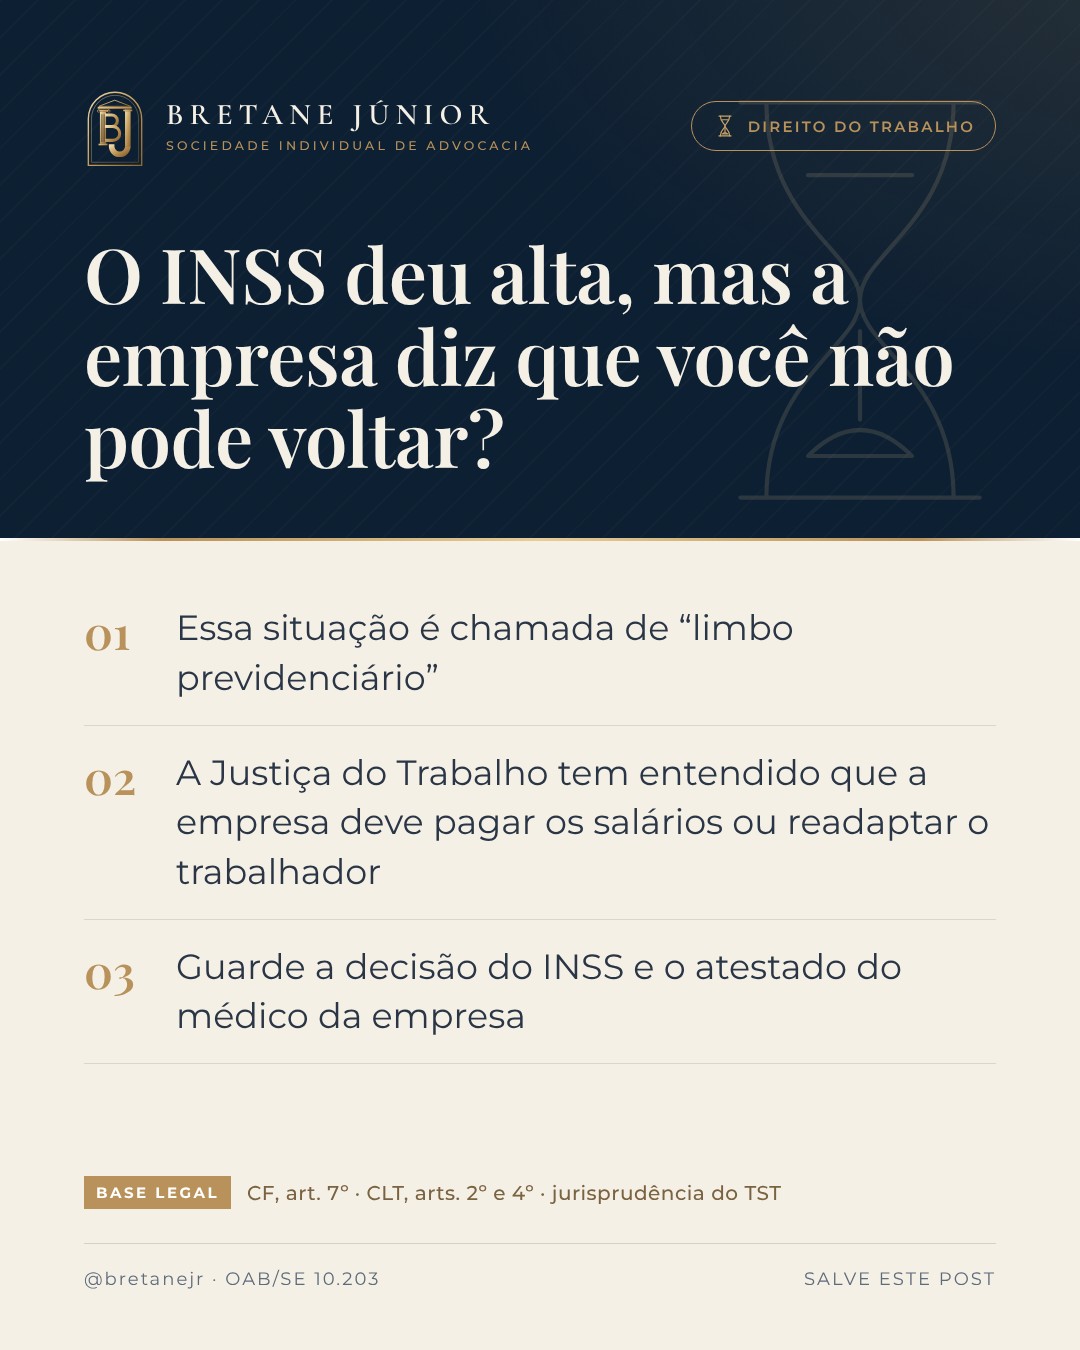 BRETANE JÚNIOR
SOCIEDADE INDIVIDUAL DE ADVOCACIA
DIREITO DO TRABALHO
O INSS deu alta, mas a
empresa diz que você não
pode voltar?
01 Essa situação é chamada de “limbo
previdenciário”
02 A Justiça do Trabalho tem entendido que a
empresa deve pagar os salários ou readaptar o
trabalhador
03 Guarde a decisão do INSS e o atestado do
médico da empresa
BASE LEGAL CF, art. 7º · CLT, arts. 2º e 4º · jurisprudência do TST
@bretanejr · OAB/SE 10.203
SALVE ESTE POST